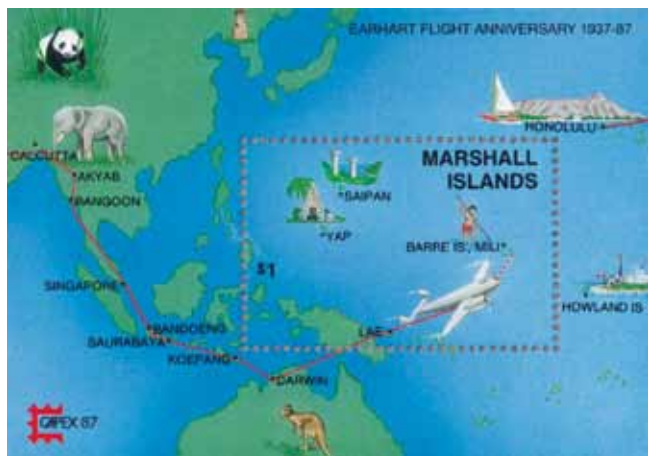 EARHART FLIGHT ANNIVERSARY 1937-87
HONOLULU
MARSHALL
ISLANDS
CALCUTTA
AKYAB
RANGOON
SAIPAN
YAP
BARRE IS., MILI
$1
SINGAPORE
HOWLAND IS
BANDOENG
SAURABAYA
LAE
KOEPANG
DARWIN
CAPEX 87